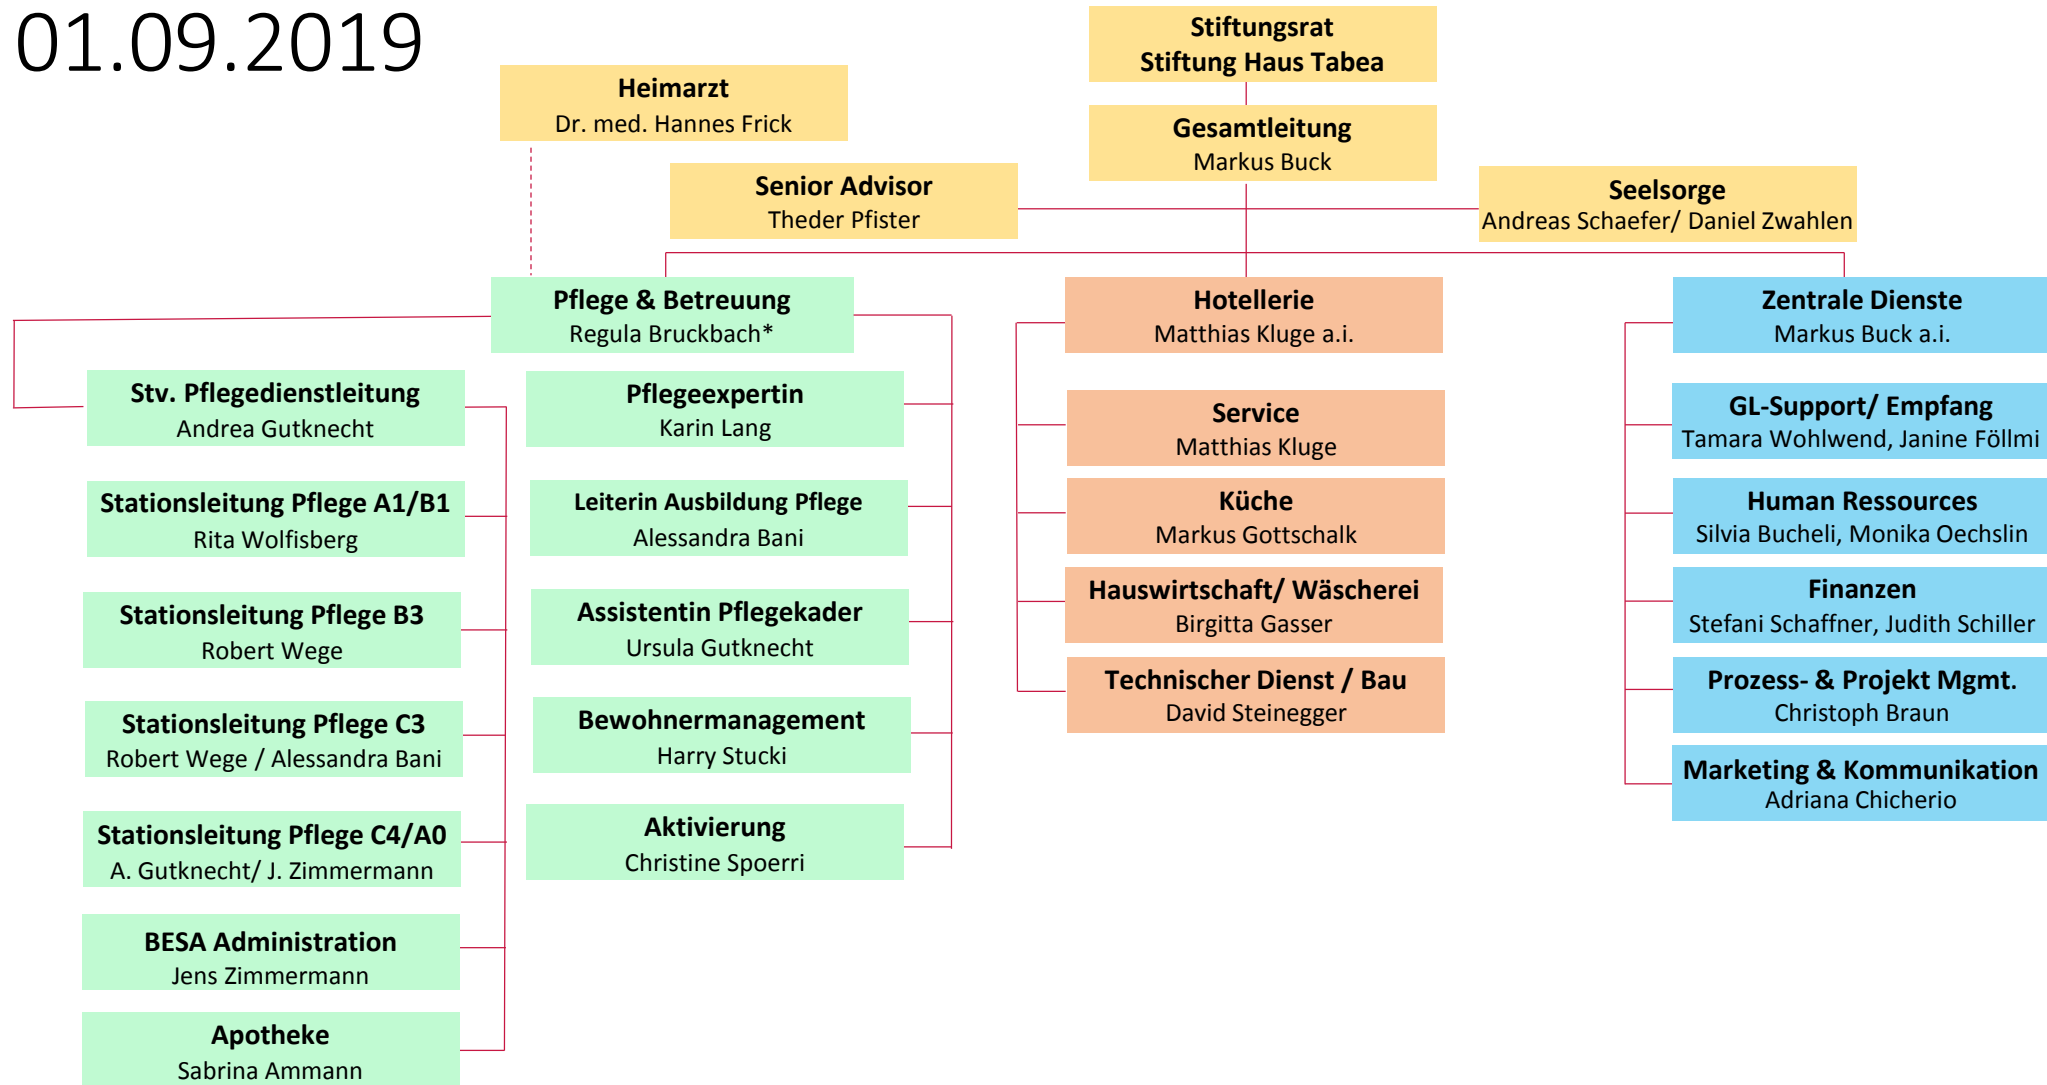 01.09.2019
Stiftungsrat
Stiftung Haus Tabea
Heimarzt
Dr. med. Hannes Frick
Gesamtleitung
Markus Buck
Senior Advisor
Theder Pfister
Seelsorge
Andreas Schaefer/ Daniel Zwahlen
Pflege & Betreuung
Regula Bruckbach*
Stv. Pflegedienstleitung
Andrea Gutknecht
Stationsleitung Pflege A1/B1
Rita Wolfisberg
Stationsleitung Pflege B3
Robert Wege
Stationsleitung Pflege C3
Robert Wege / Alessandra Bani
Stationsleitung Pflege C4/A0
A. Gutknecht/ J. Zimmermann
BESA Administration
Jens Zimmermann
Apotheke
Sabrina Ammann
Pflegeexpertin
Karin Lang
Leiterin Ausbildung Pflege
Alessandra Bani
Assistentin Pflegekader
Ursula Gutknecht
Bewohnermanagement
Harry Stucki
Aktivierung
Christine Spoerri
Hotellerie
Matthias Kluge a.i.
Service
Matthias Kluge
Küche
Markus Gottschalk
Hauswirtschaft/ Wäscherei
Birgitta Gasser
Technischer Dienst / Bau
David Steinegger
Zentrale Dienste
Markus Buck a.i.
GL-Support/ Empfang
Tamara Wohlwend, Janine Föllmi
Human Ressources
Silvia Bucheli, Monika Oechslin
Finanzen
Stefani Schaffner, Judith Schiller
Prozess- & Projekt Mgmt.
Christoph Braun
Marketing & Kommunikation
Adriana Chicherio